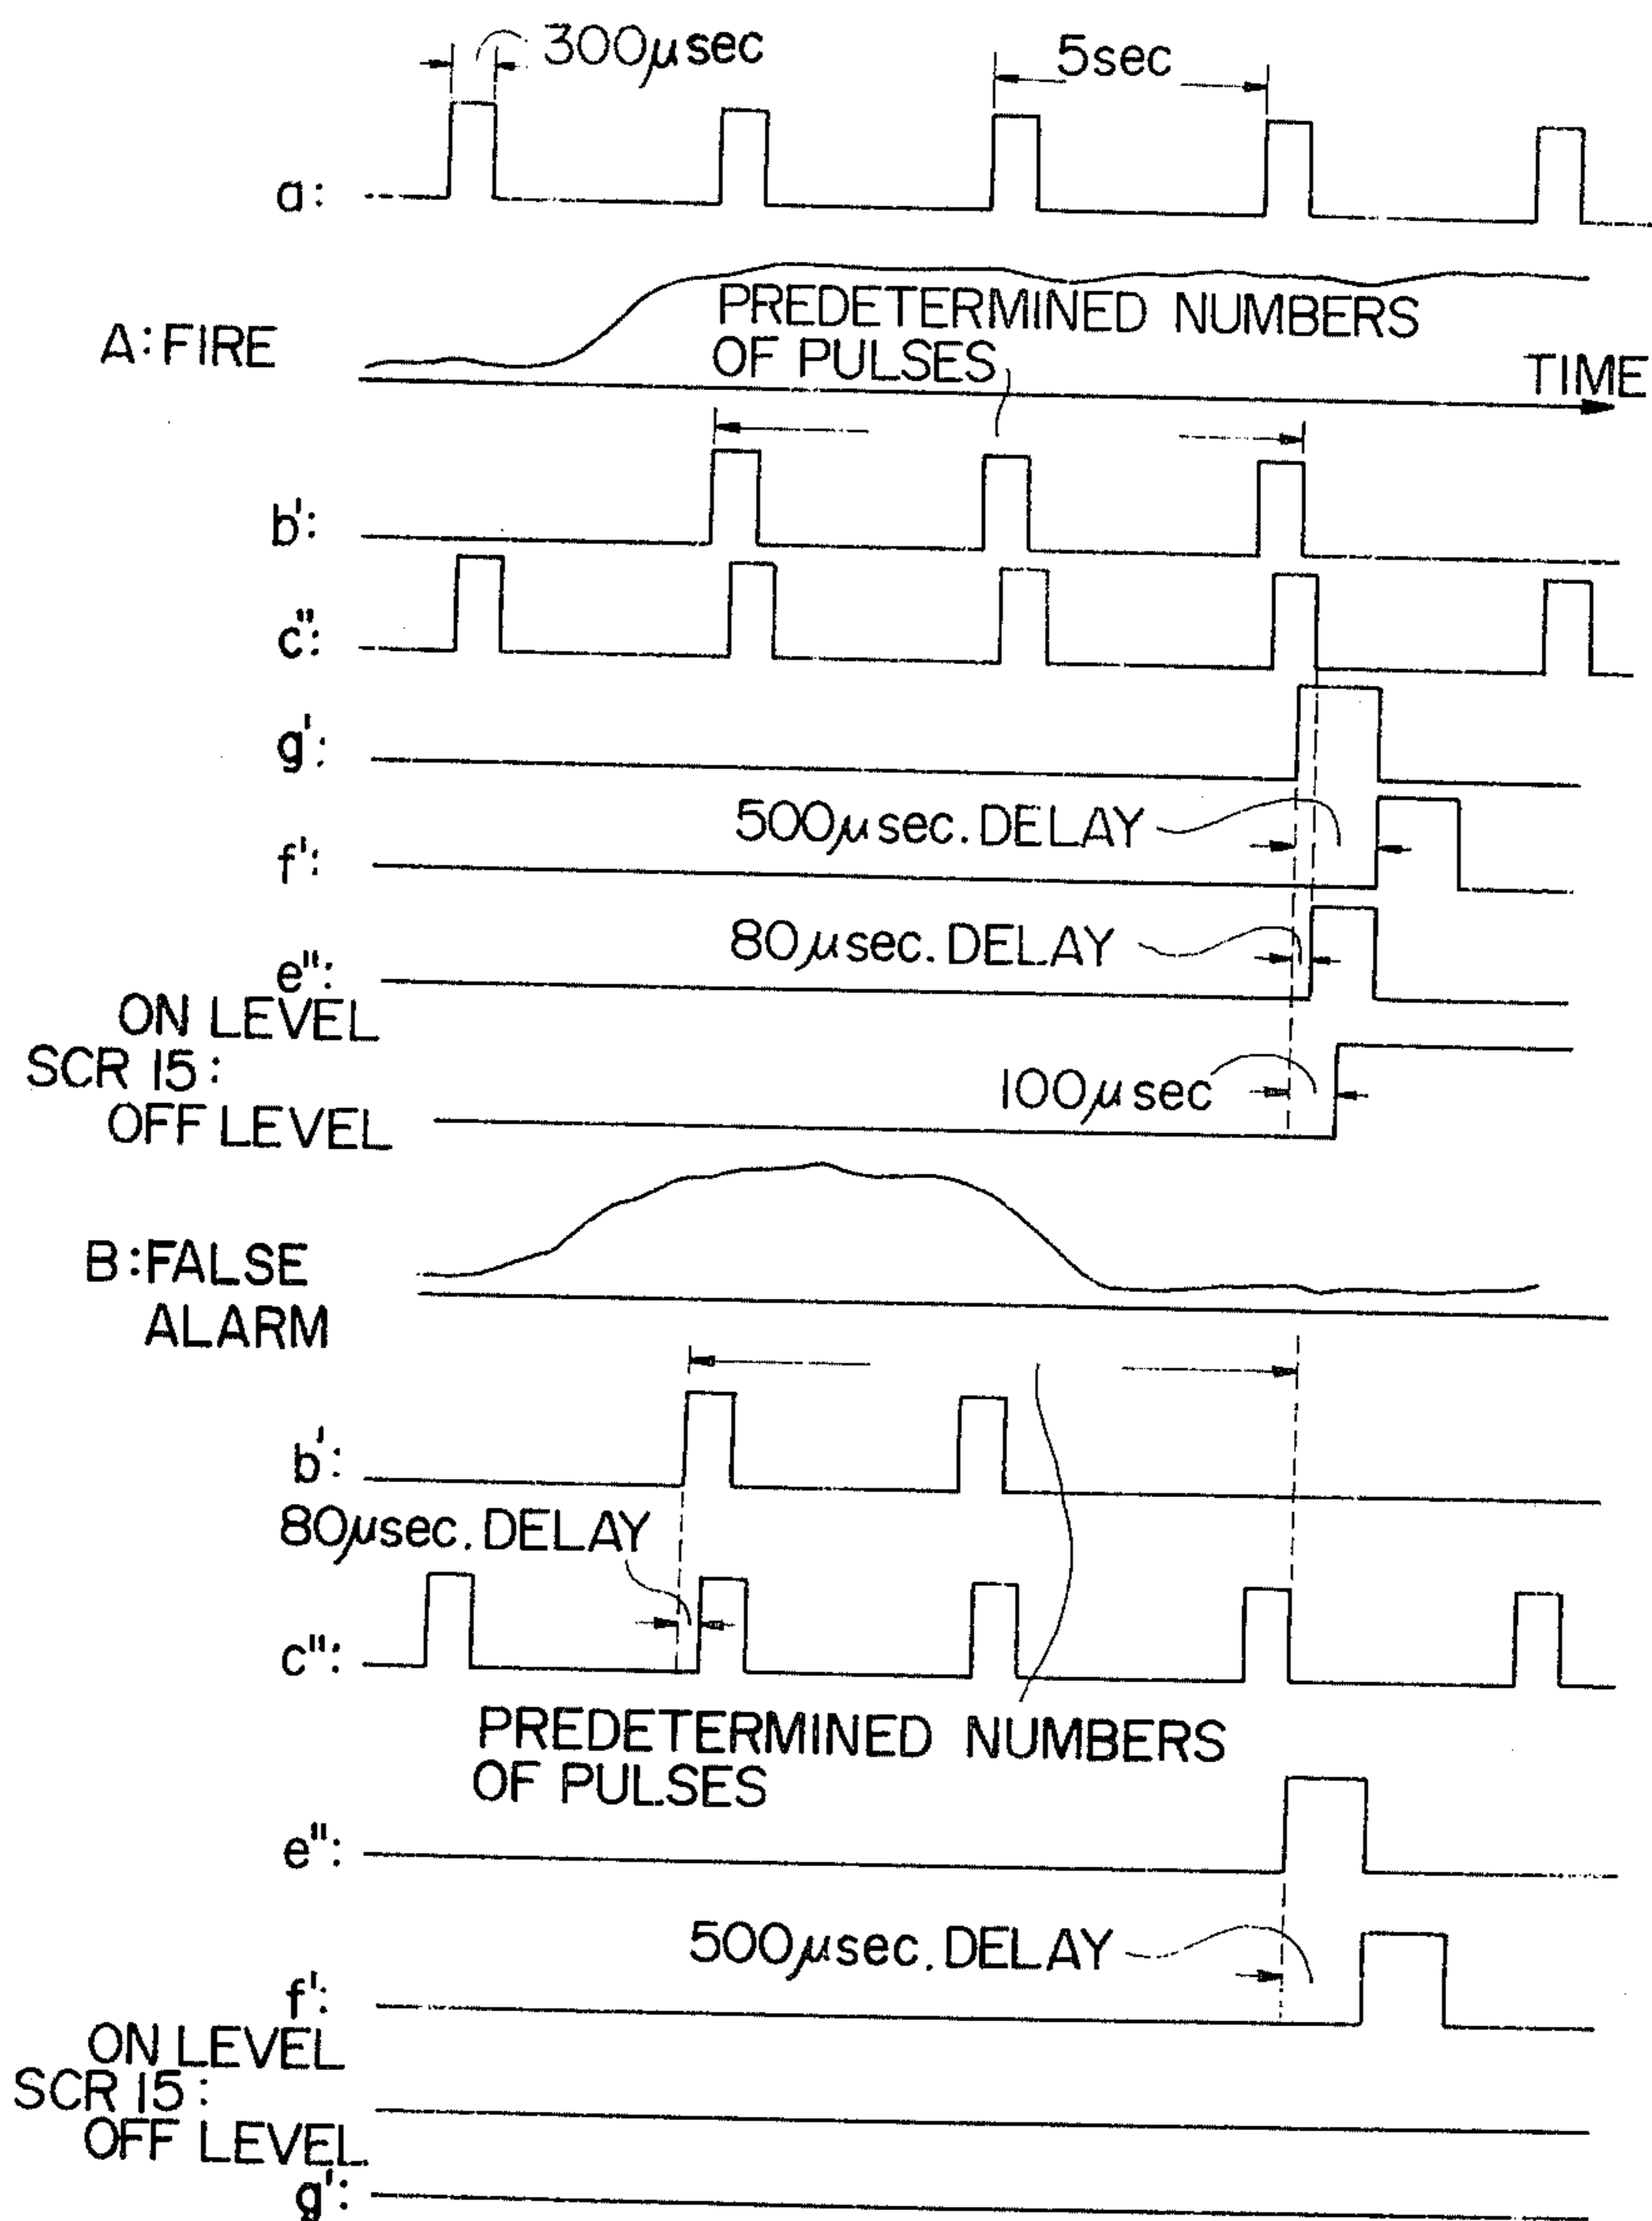 300μsec
5sec
a:
PREDETERMINED NUMBERS
OF PULSES
A: FIRE
TIME
b':
c":
g':
500μsec. DELAY
f':
80μsec. DELAY
e":
ON LEVEL
SCR 15:
100μsec
OFF LEVEL
B: FALSE
ALARM
b':
80μsec. DELAY
c":
PREDETERMINED NUMBERS
OF PULSES
e":
500μsec. DELAY
f':
ON LEVEL
SCR 15:
OFF LEVEL
g':